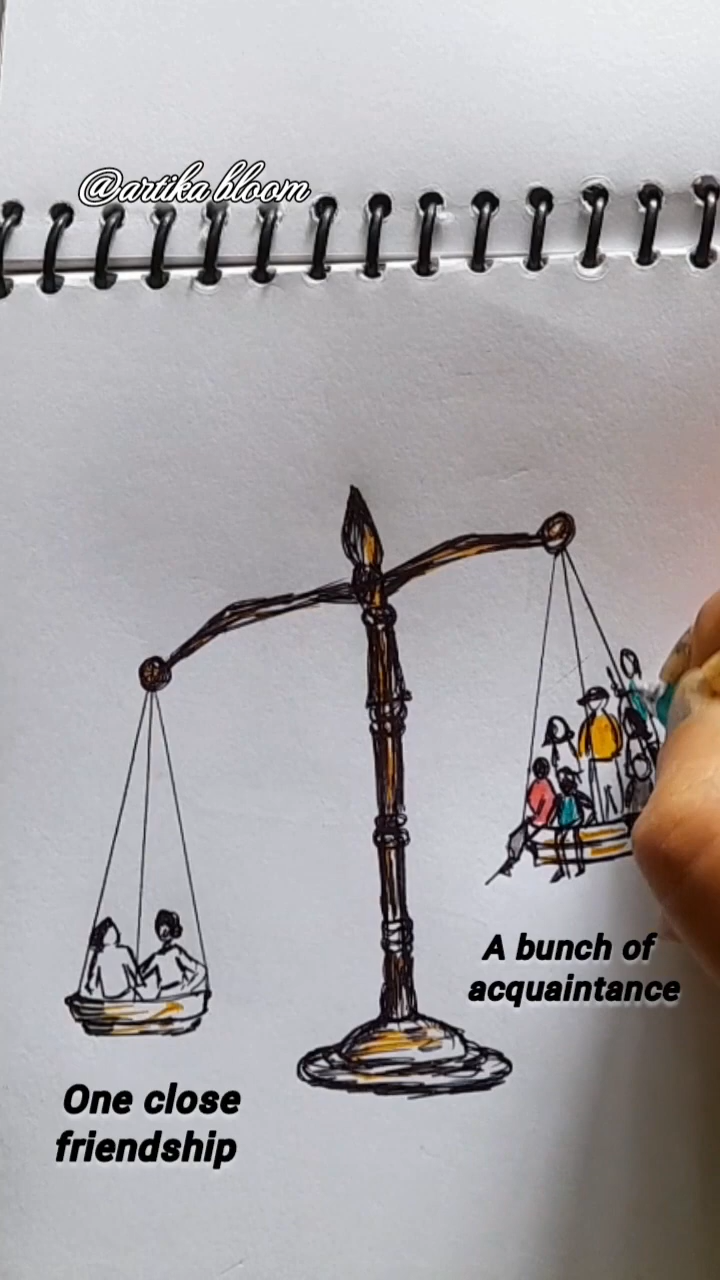 @artika bloom
A bunch of
acquaintance
One close
friendship